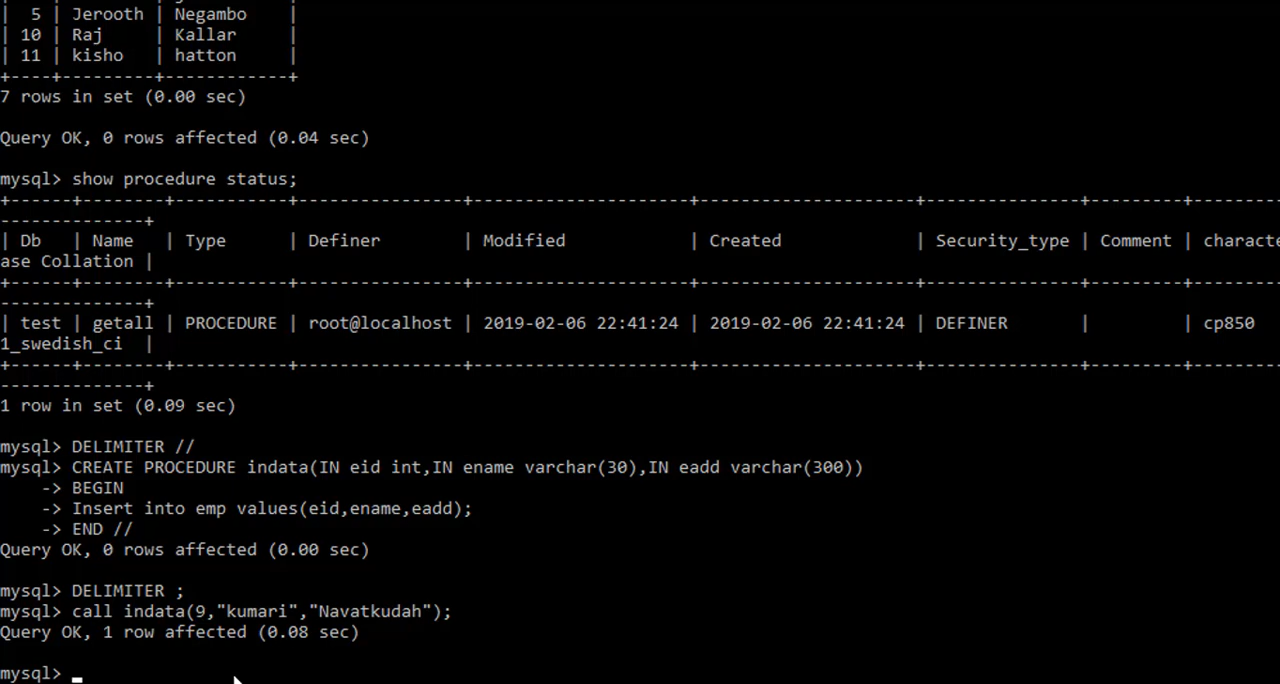 |  5 | Jerooth | Negambo    |
| 10 | Raj     | Kallar     |
| 11 | kisho   | hatton     |
+----+---------+------------+
7 rows in set (0.00 sec)
Query OK, 0 rows affected (0.04 sec)
mysql> show procedure status;
+------+--------+-----------+----------------+---------------------+---------------------+---------------+---------+---------
--------------+
| Db   | Name   | Type      | Definer        | Modified            | Created             | Security_type | Comment | characte
ase Collation |
+------+--------+-----------+----------------+---------------------+---------------------+---------------+---------+---------
--------------+
| test | getall | PROCEDURE | root@localhost | 2019-02-06 22:41:24 | 2019-02-06 22:41:24 | DEFINER       |         | cp850
1_swedish_ci  |
+------+--------+-----------+----------------+---------------------+---------------------+---------------+---------+---------
--------------+
1 row in set (0.09 sec)
mysql> DELIMITER //
mysql> CREATE PROCEDURE indata(IN eid int,IN ename varchar(30),IN eadd varchar(300))
    -> BEGIN
    -> Insert into emp values(eid,ename,eadd);
    -> END //
Query OK, 0 rows affected (0.00 sec)
mysql> DELIMITER ;
mysql> call indata(9,"kumari","Navatkudah");
Query OK, 1 row affected (0.08 sec)
mysql>